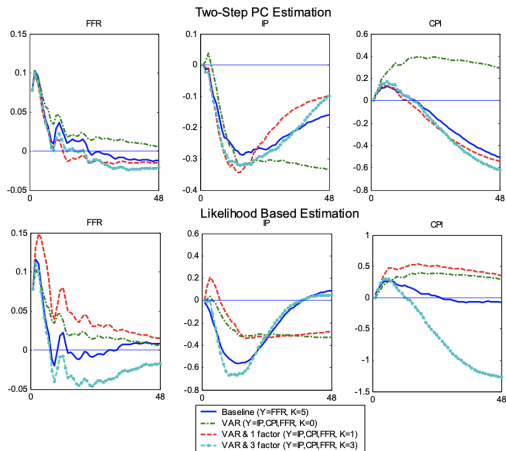 Two-Step PC Estimation
FFR IP CPI
0.15 0.1 0.6
0.1 0 0.4
0.05 -0.1 0.2
0 -0.2 0
-0.05 -0.3 -0.2
-0.4 -0.4
-0.6
-0.8
0 48 0 48 0 48
Likelihood Based Estimation
FFR IP CPI
0.15 0.6 1
0.1 0.4 0.5
0.05 0.2 0
0 0 -0.5
-0.05 -0.2 -1
-0.4 -1.5
-0.6
-0.8
0 48 0 48 0 48
Baseline (Y=FFR, K=5)
VAR (Y=IP,CPI,FFR, K=0)
VAR & 1 factor (Y=IP,CPI,FFR, K=1)
VAR & 3 factor (Y=IP,CPI,FFR, K=3)